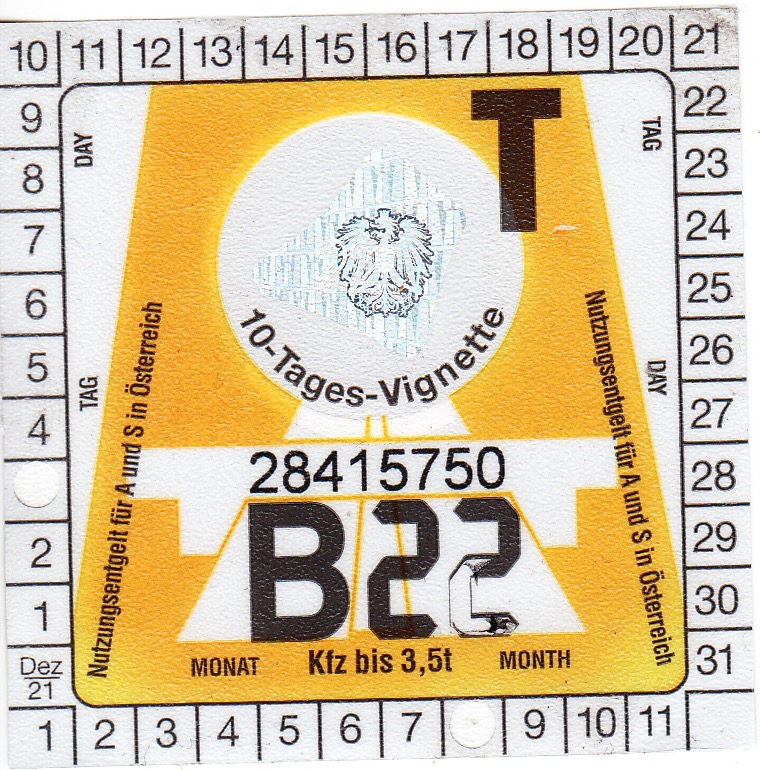 10 11 12 13 14 15 16 17 18 19 20 21
9 22
8 23
7 24
6 25
5 26
4 27
28
2 29
1 30
Dez 31
21
1 2 3 4 5 6 7 9 10 11
DAY
TAG
T
10-Tages-Vignette
TAG
DAY
Nutzungsentgelt für A und S in Österreich
Nutzungsentgelt für A und S in Österreich
28415750
B22
MONAT Kfz bis 3,5t MONTH